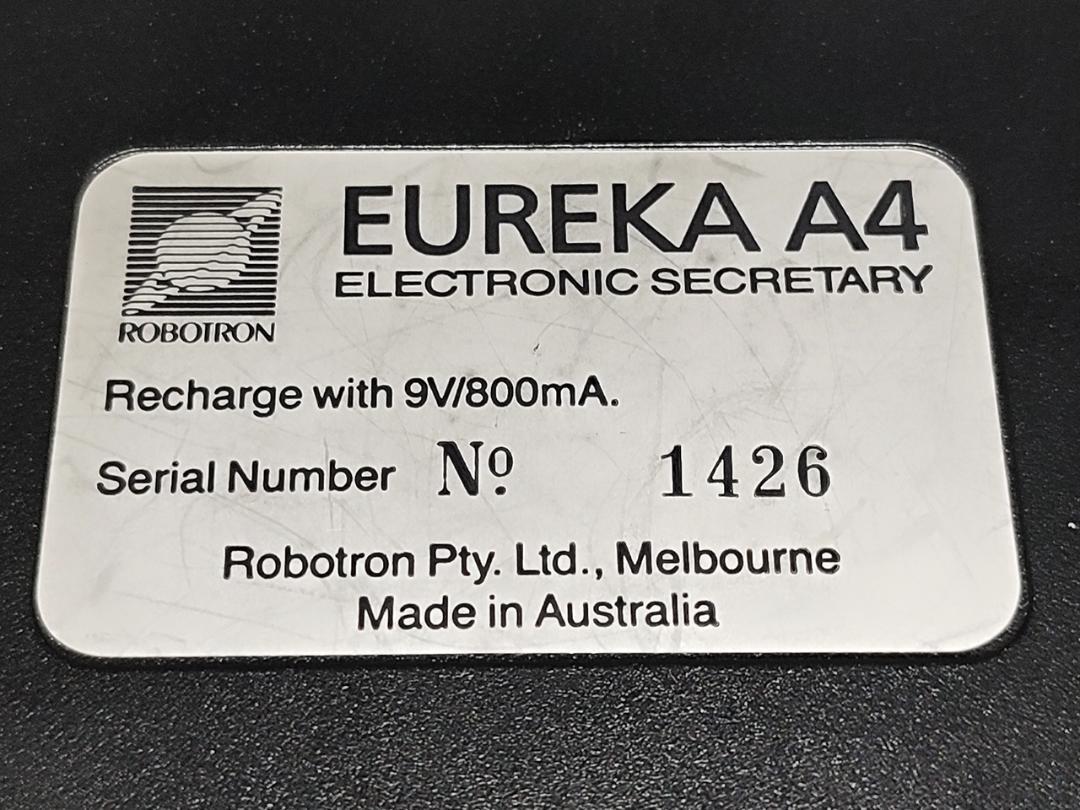 EUREKA A4
ELECTRONIC SECRETARY
ROBOTRON
Recharge with 9V/800mA.
Serial Number Nº 1426
Robotron Pty. Ltd., Melbourne
Made in Australia